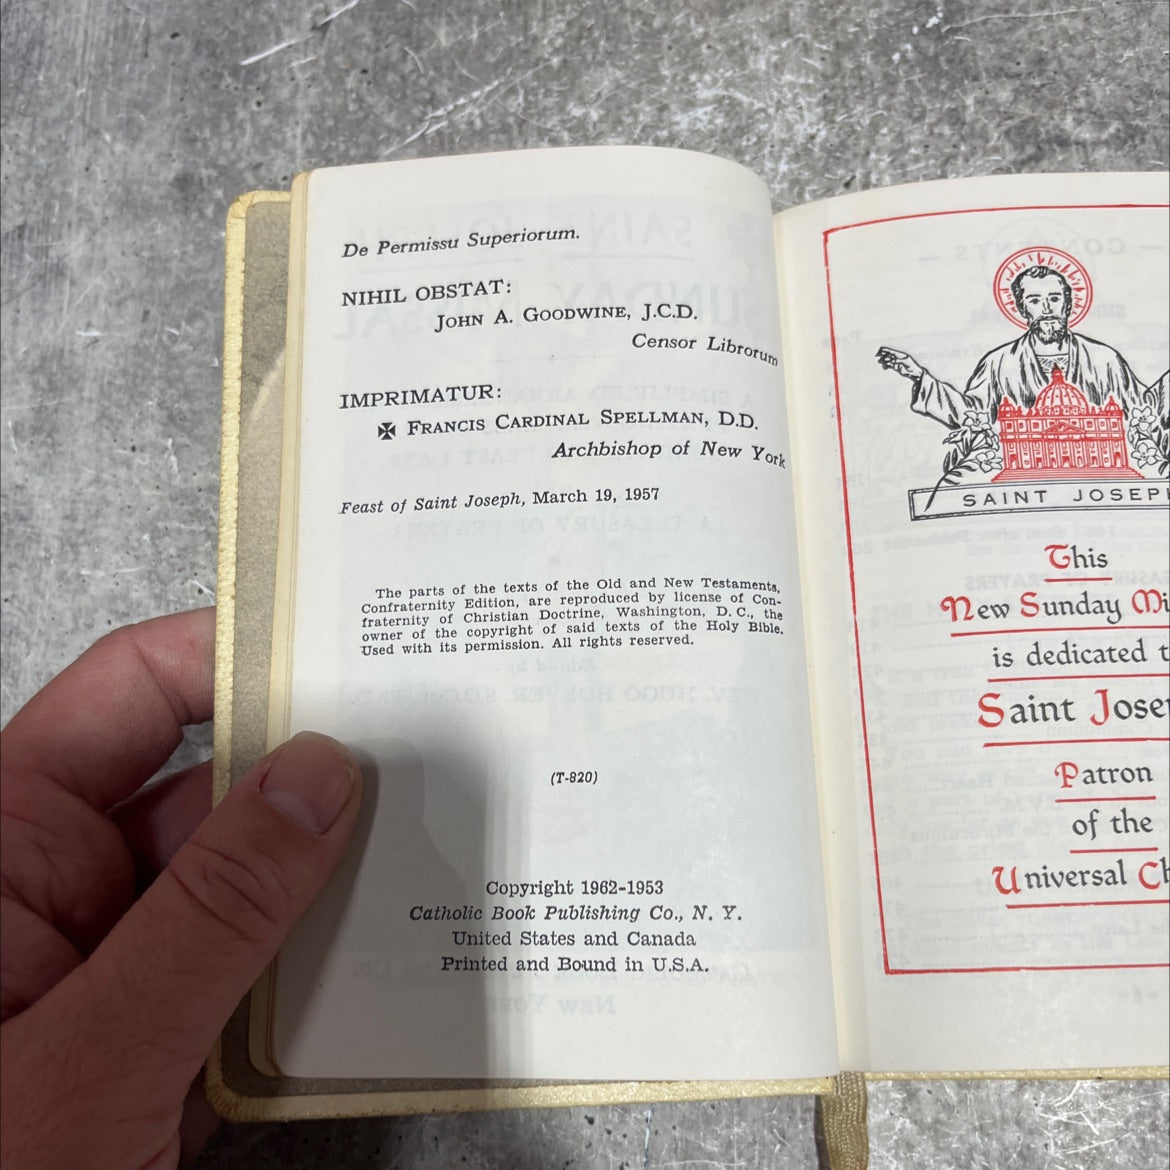 De Permissu Superiorum.
NIHIL OBSTAT:
JOHN A. GOODWINE, J.C.D.
Censor Librorum
IMPRIMATUR:
✠ FRANCIS CARDINAL SPELLMAN, D.D.
Archbishop of New York
Feast of Saint Joseph, March 19, 1957
The parts of the texts of the Old and New Testaments,
Confraternity Edition, are reproduced by license of Con-
fraternity of Christian Doctrine, Washington, D. C., the
owner of the copyright of said texts of the Holy Bible.
Used with its permission. All rights reserved.
(T-820)
Copyright 1962-1953
Catholic Book Publishing Co., N. Y.
United States and Canada
Printed and Bound in U.S.A.
SAINT JOSEPH
This
New Sunday Mi
is dedicated t
Saint Jose
Patron
of the
Universal Ch